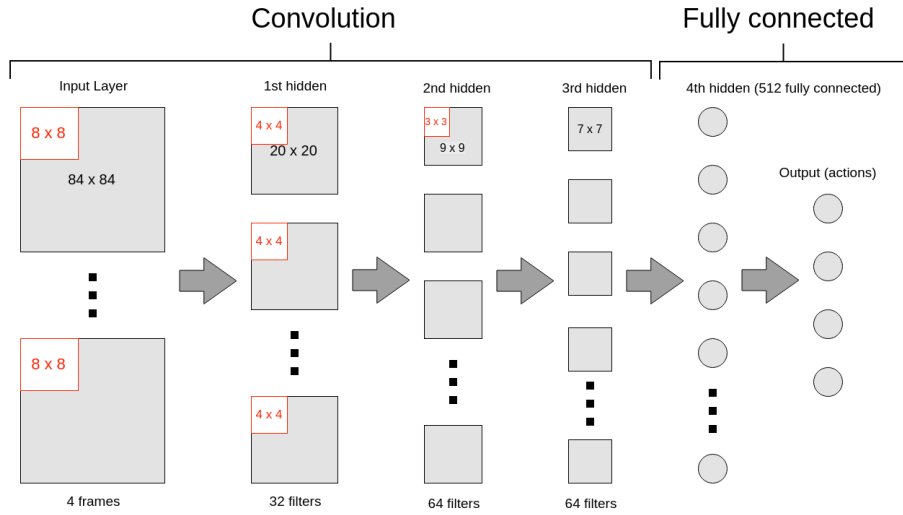 Convolution
Fully connected
Input Layer
1st hidden
2nd hidden
3rd hidden
4th hidden (512 fully connected)
8 x 8
84 x 84
4 x 4
20 x 20
3 x 3
9 x 9
7 x 7
Output (actions)
4 x 4
8 x 8
4 x 4
4 frames
32 filters
64 filters
64 filters